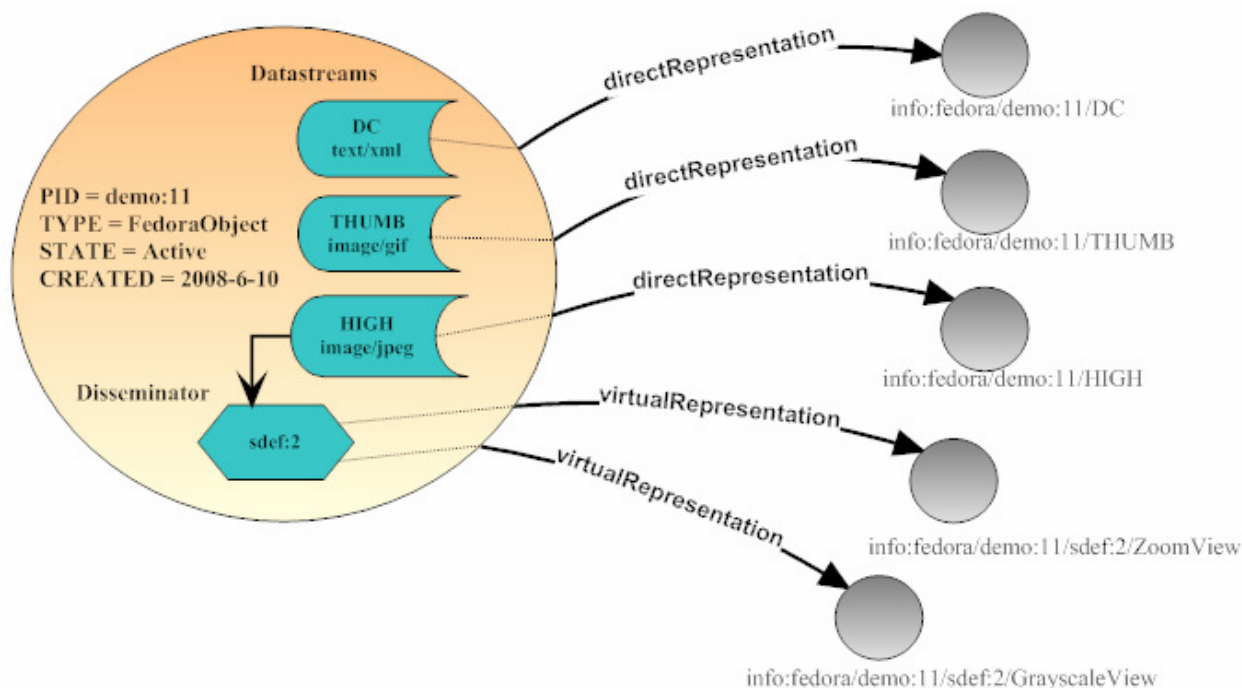 Datastreams
DC
text/xml
PID = demo:11
TYPE = FedoraObject
STATE = Active
CREATED = 2008-6-10
THUMB
image/gif
HIGH
image/jpeg
Disseminator
sdef:2
directRepresentation
info:fedora/demo:11/DC
directRepresentation
info:fedora/demo:11/THUMB
directRepresentation
info:fedora/demo:11/HIGH
virtualRepresentation
info:fedora/demo:11/sdef:2/ZoomView
virtualRepresentation
info:fedora/demo:11/sdef:2/GrayscaleView